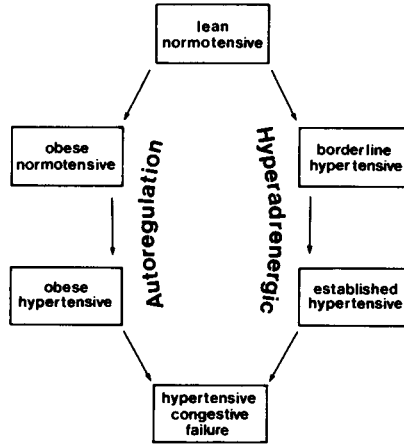 lean
normotensive
obese
normotensive
borderline
hypertensive
Autoregulation
Hyperadrenergic
obese
hypertensive
established
hypertensive
hypertensive
congestive
failure